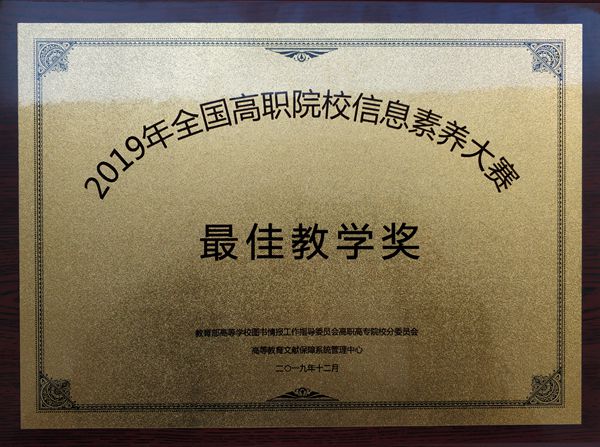 2019年全国高职院校信息素养大赛
最佳教学奖
教育部高等学校图书情报工作指导委员会高职高专院校分委员会
高等教育文献保障系统管理中心
二〇一九年十二月